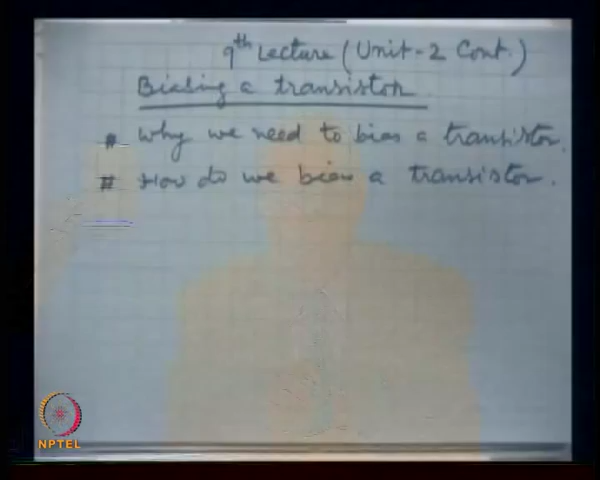 9th Lecture (Unit-2 Cont.)
Biasing a transistor
# Why we need to bias a transistor.
# How do we bias a transistor.
NPTEL